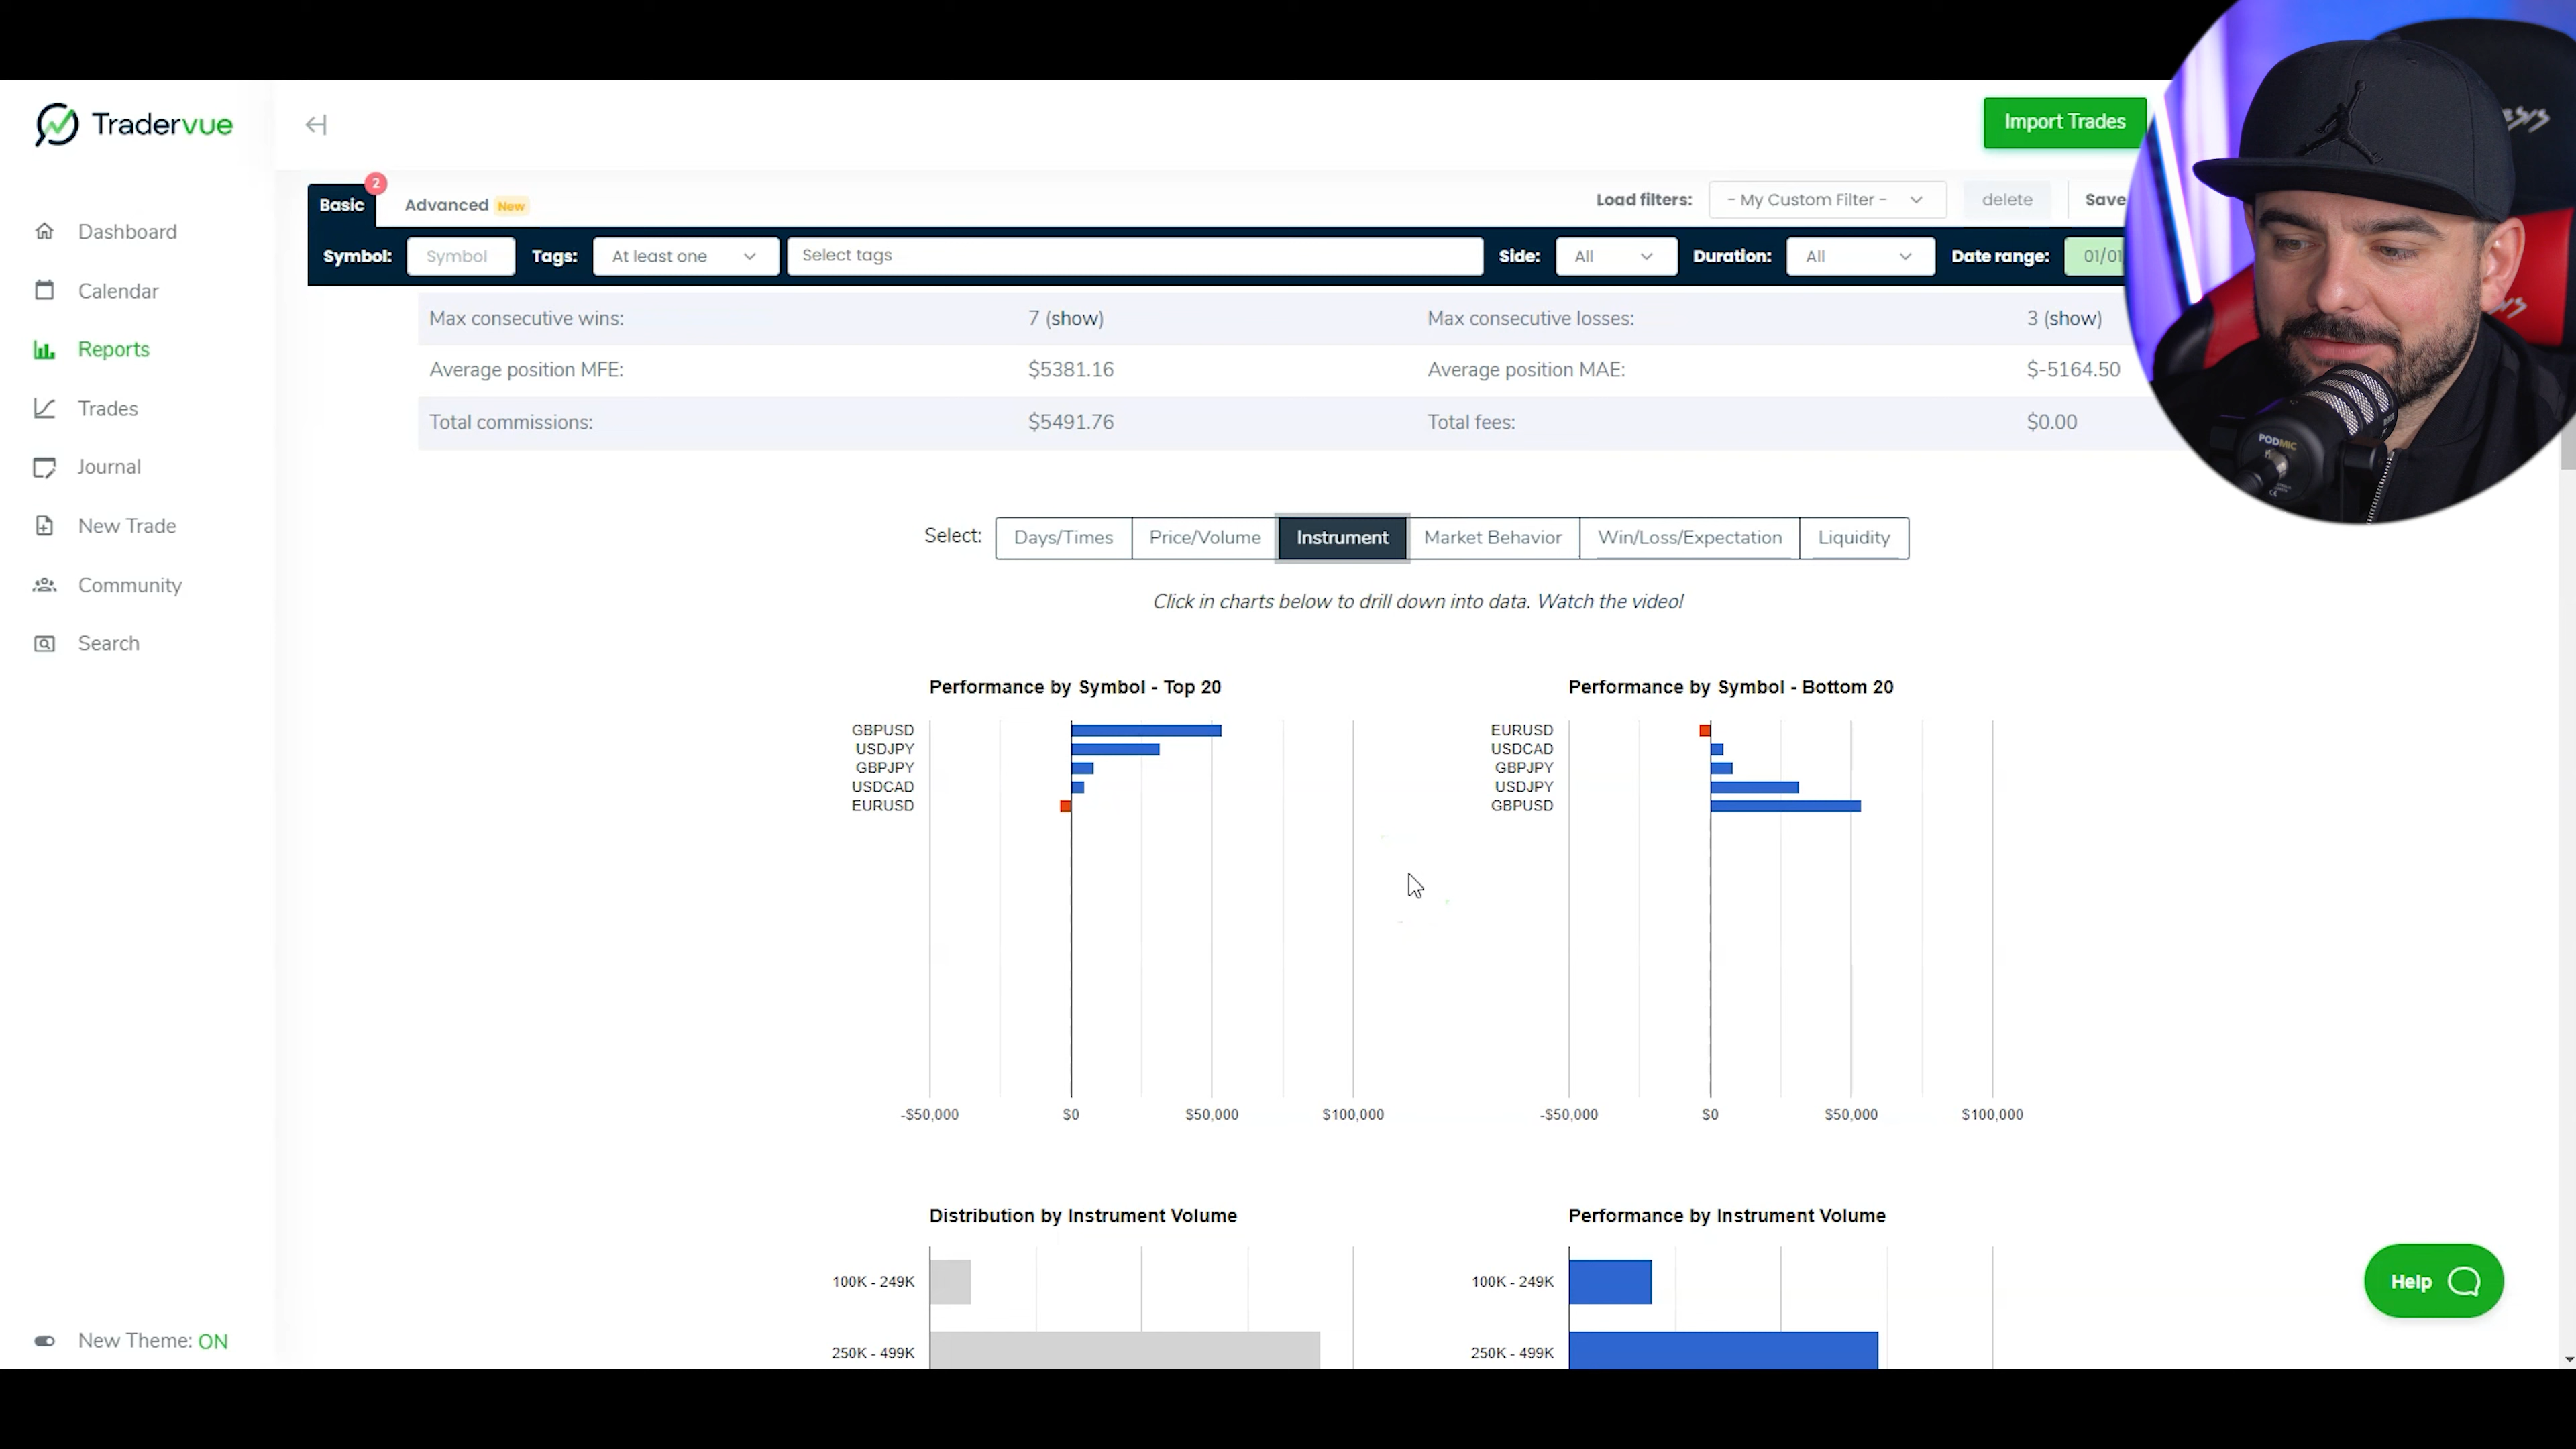 Tradervue
Import Trades
2
Basic
Advanced New
Load filters: - My Custom Filter - delete Save
Symbol: Symbol Tags: At least one Select tags Side: All Duration: All Date range: 01/01
Dashboard
Calendar
Reports
Trades
Journal
New Trade
Community
Search
New Theme: ON
Max consecutive wins: 7 (show) Max consecutive losses: 3 (show)
Average position MFE: $5381.16 Average position MAE: $-5164.50
Total commissions: $5491.76 Total fees: $0.00
PODMIC
Select: Days/Times Price/Volume Instrument Market Behavior Win/Loss/Expectation Liquidity
Click in charts below to drill down into data. Watch the video!
Performance by Symbol - Top 20
GBPUSD
USDJPY
GBPJPY
USDCAD
EURUSD
-$50,000 $0 $50,000 $100,000
Performance by Symbol - Bottom 20
EURUSD
USDCAD
GBPJPY
USDJPY
GBPUSD
-$50,000 $0 $50,000 $100,000
Distribution by Instrument Volume
100K - 249K
250K - 499K
Performance by Instrument Volume
100K - 249K
250K - 499K
Help